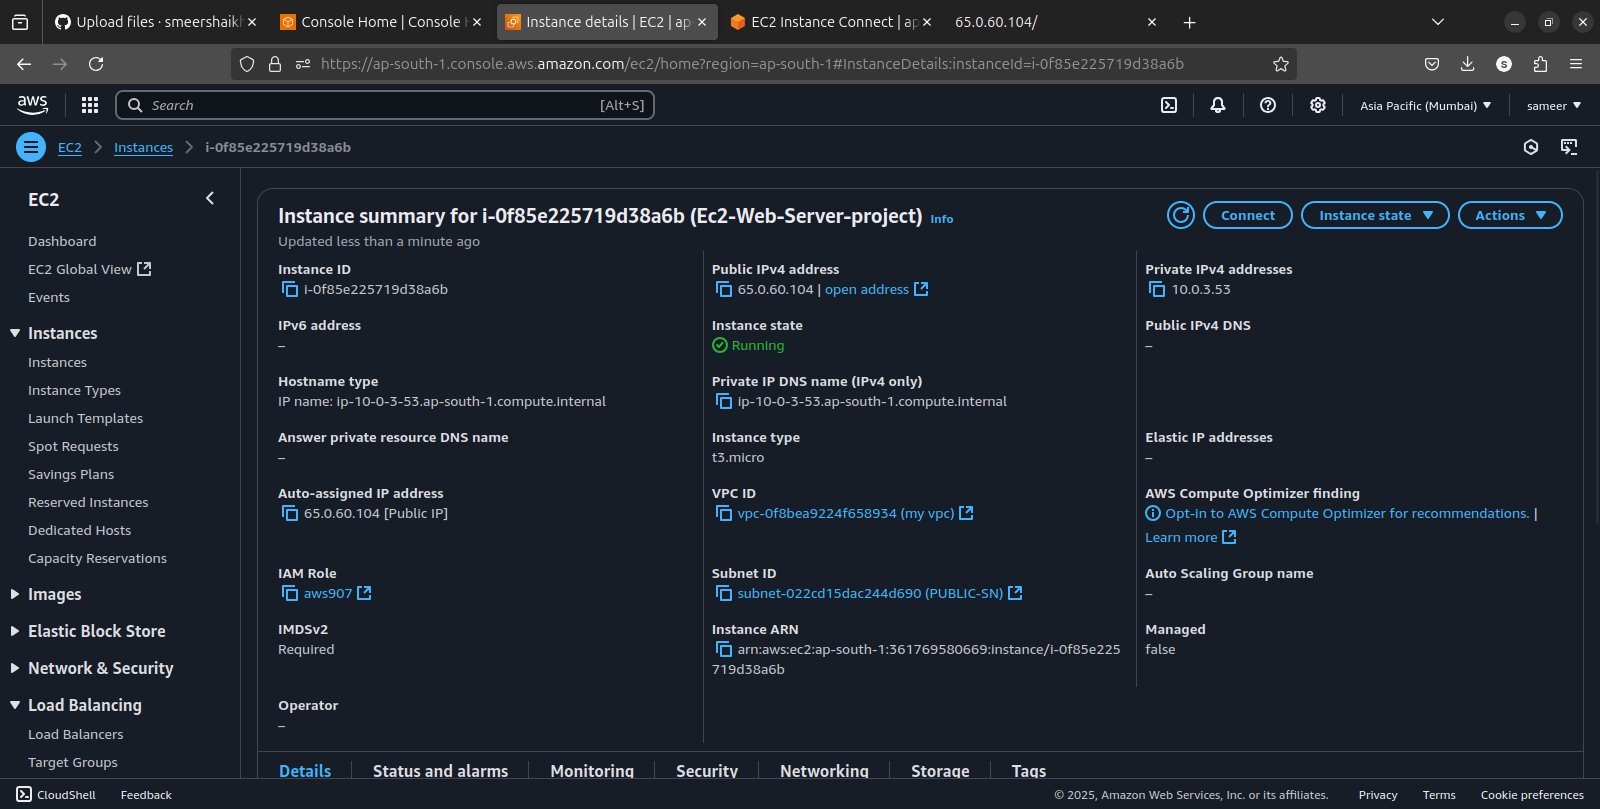 Upload files · smeershaikh
Console Home | Console H
Instance details | EC2 | ap-
EC2 Instance Connect | ap
65.0.60.104/
https://ap-south-1.console.aws.amazon.com/ec2/home?region=ap-south-1#InstanceDetails:instanceId=i-0f85e225719d38a6b
S
aws
Search
[Alt+S]
Asia Pacific (Mumbai)
sameer
EC2
Instances
i-0f85e225719d38a6b
EC2
Dashboard
EC2 Global View
Events
Instances
Instances
Instance Types
Launch Templates
Spot Requests
Savings Plans
Reserved Instances
Dedicated Hosts
Capacity Reservations
Images
Elastic Block Store
Network & Security
Load Balancing
Load Balancers
Target Groups
Instance summary for i-0f85e225719d38a6b (Ec2-Web-Server-project) Info
Updated less than a minute ago
Connect
Instance state
Actions
Instance ID
i-0f85e225719d38a6b
Public IPv4 address
65.0.60.104 | open address
Private IPv4 addresses
10.0.3.53
IPv6 address
–
Instance state
Running
Public IPv4 DNS
–
Hostname type
IP name: ip-10-0-3-53.ap-south-1.compute.internal
Private IP DNS name (IPv4 only)
ip-10-0-3-53.ap-south-1.compute.internal
Answer private resource DNS name
–
Instance type
t3.micro
Elastic IP addresses
–
Auto-assigned IP address
65.0.60.104 [Public IP]
VPC ID
vpc-0f8bea9224f658934 (my vpc)
AWS Compute Optimizer finding
Opt-in to AWS Compute Optimizer for recommendations. |
Learn more
IAM Role
aws907
Subnet ID
subnet-022cd15dac244d690 (PUBLIC-SN)
Auto Scaling Group name
–
IMDSv2
Required
Instance ARN
arn:aws:ec2:ap-south-1:361769580669:instance/i-0f85e225
719d38a6b
Managed
false
Operator
–
Details
Status and alarms
Monitoring
Security
Networking
Storage
Tags
CloudShell
Feedback
© 2025, Amazon Web Services, Inc. or its affiliates.
Privacy
Terms
Cookie preferences